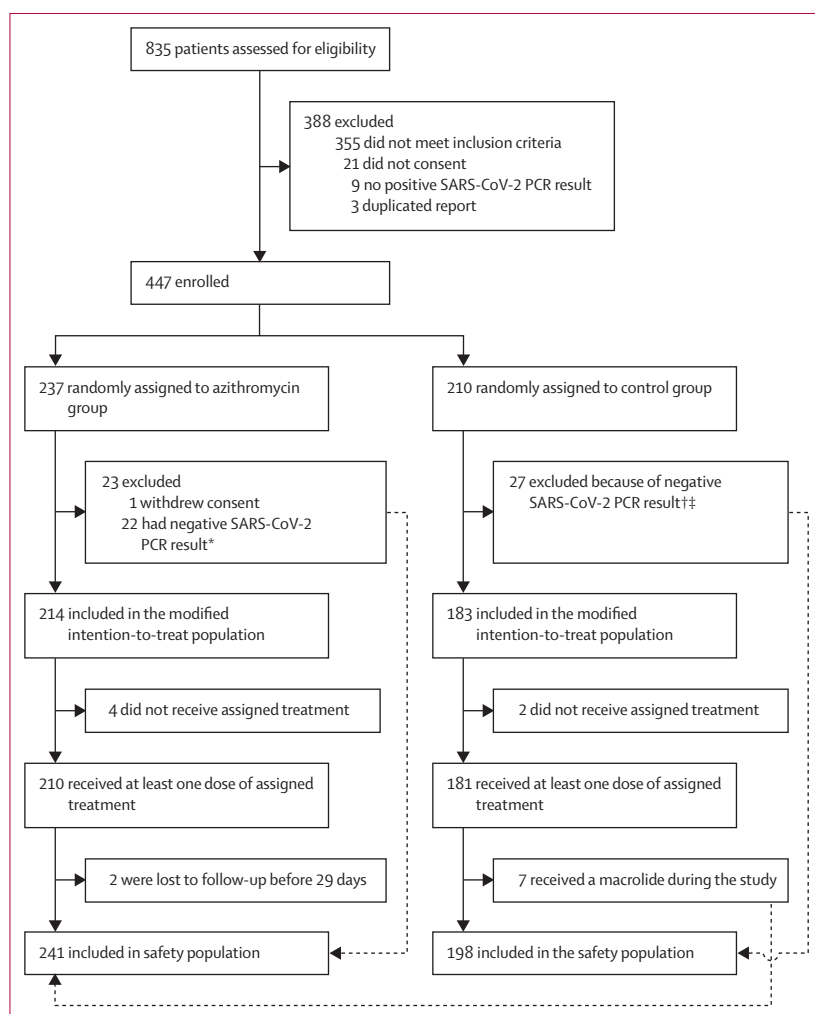 835 patients assessed for eligibility
388 excluded
355 did not meet inclusion criteria
21 did not consent
9 no positive SARS-CoV-2 PCR result
3 duplicated report
447 enrolled
237 randomly assigned to azithromycin
group
210 randomly assigned to control group
23 excluded
1 withdrew consent
22 had negative SARS-CoV-2
PCR result*
27 excluded because of negative
SARS-CoV-2 PCR result†‡
214 included in the modified
intention-to-treat population
183 included in the modified
intention-to-treat population
4 did not receive assigned treatment
2 did not receive assigned treatment
210 received at least one dose of assigned
treatment
181 received at least one dose of assigned
treatment
2 were lost to follow-up before 29 days
7 received a macrolide during the study
241 included in safety population
198 included in the safety population